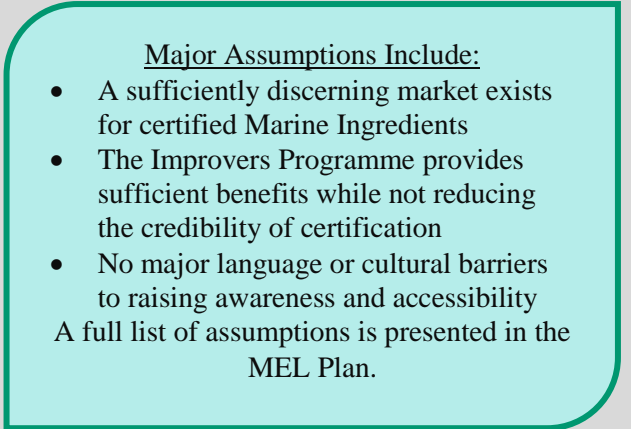 Major Assumptions Include:
• A sufficiently discerning market exists
for certified Marine Ingredients
• The Improvers Programme provides
sufficient benefits while not reducing
the credibility of certification
• No major language or cultural barriers
to raising awareness and accessibility
A full list of assumptions is presented in the
MEL Plan.